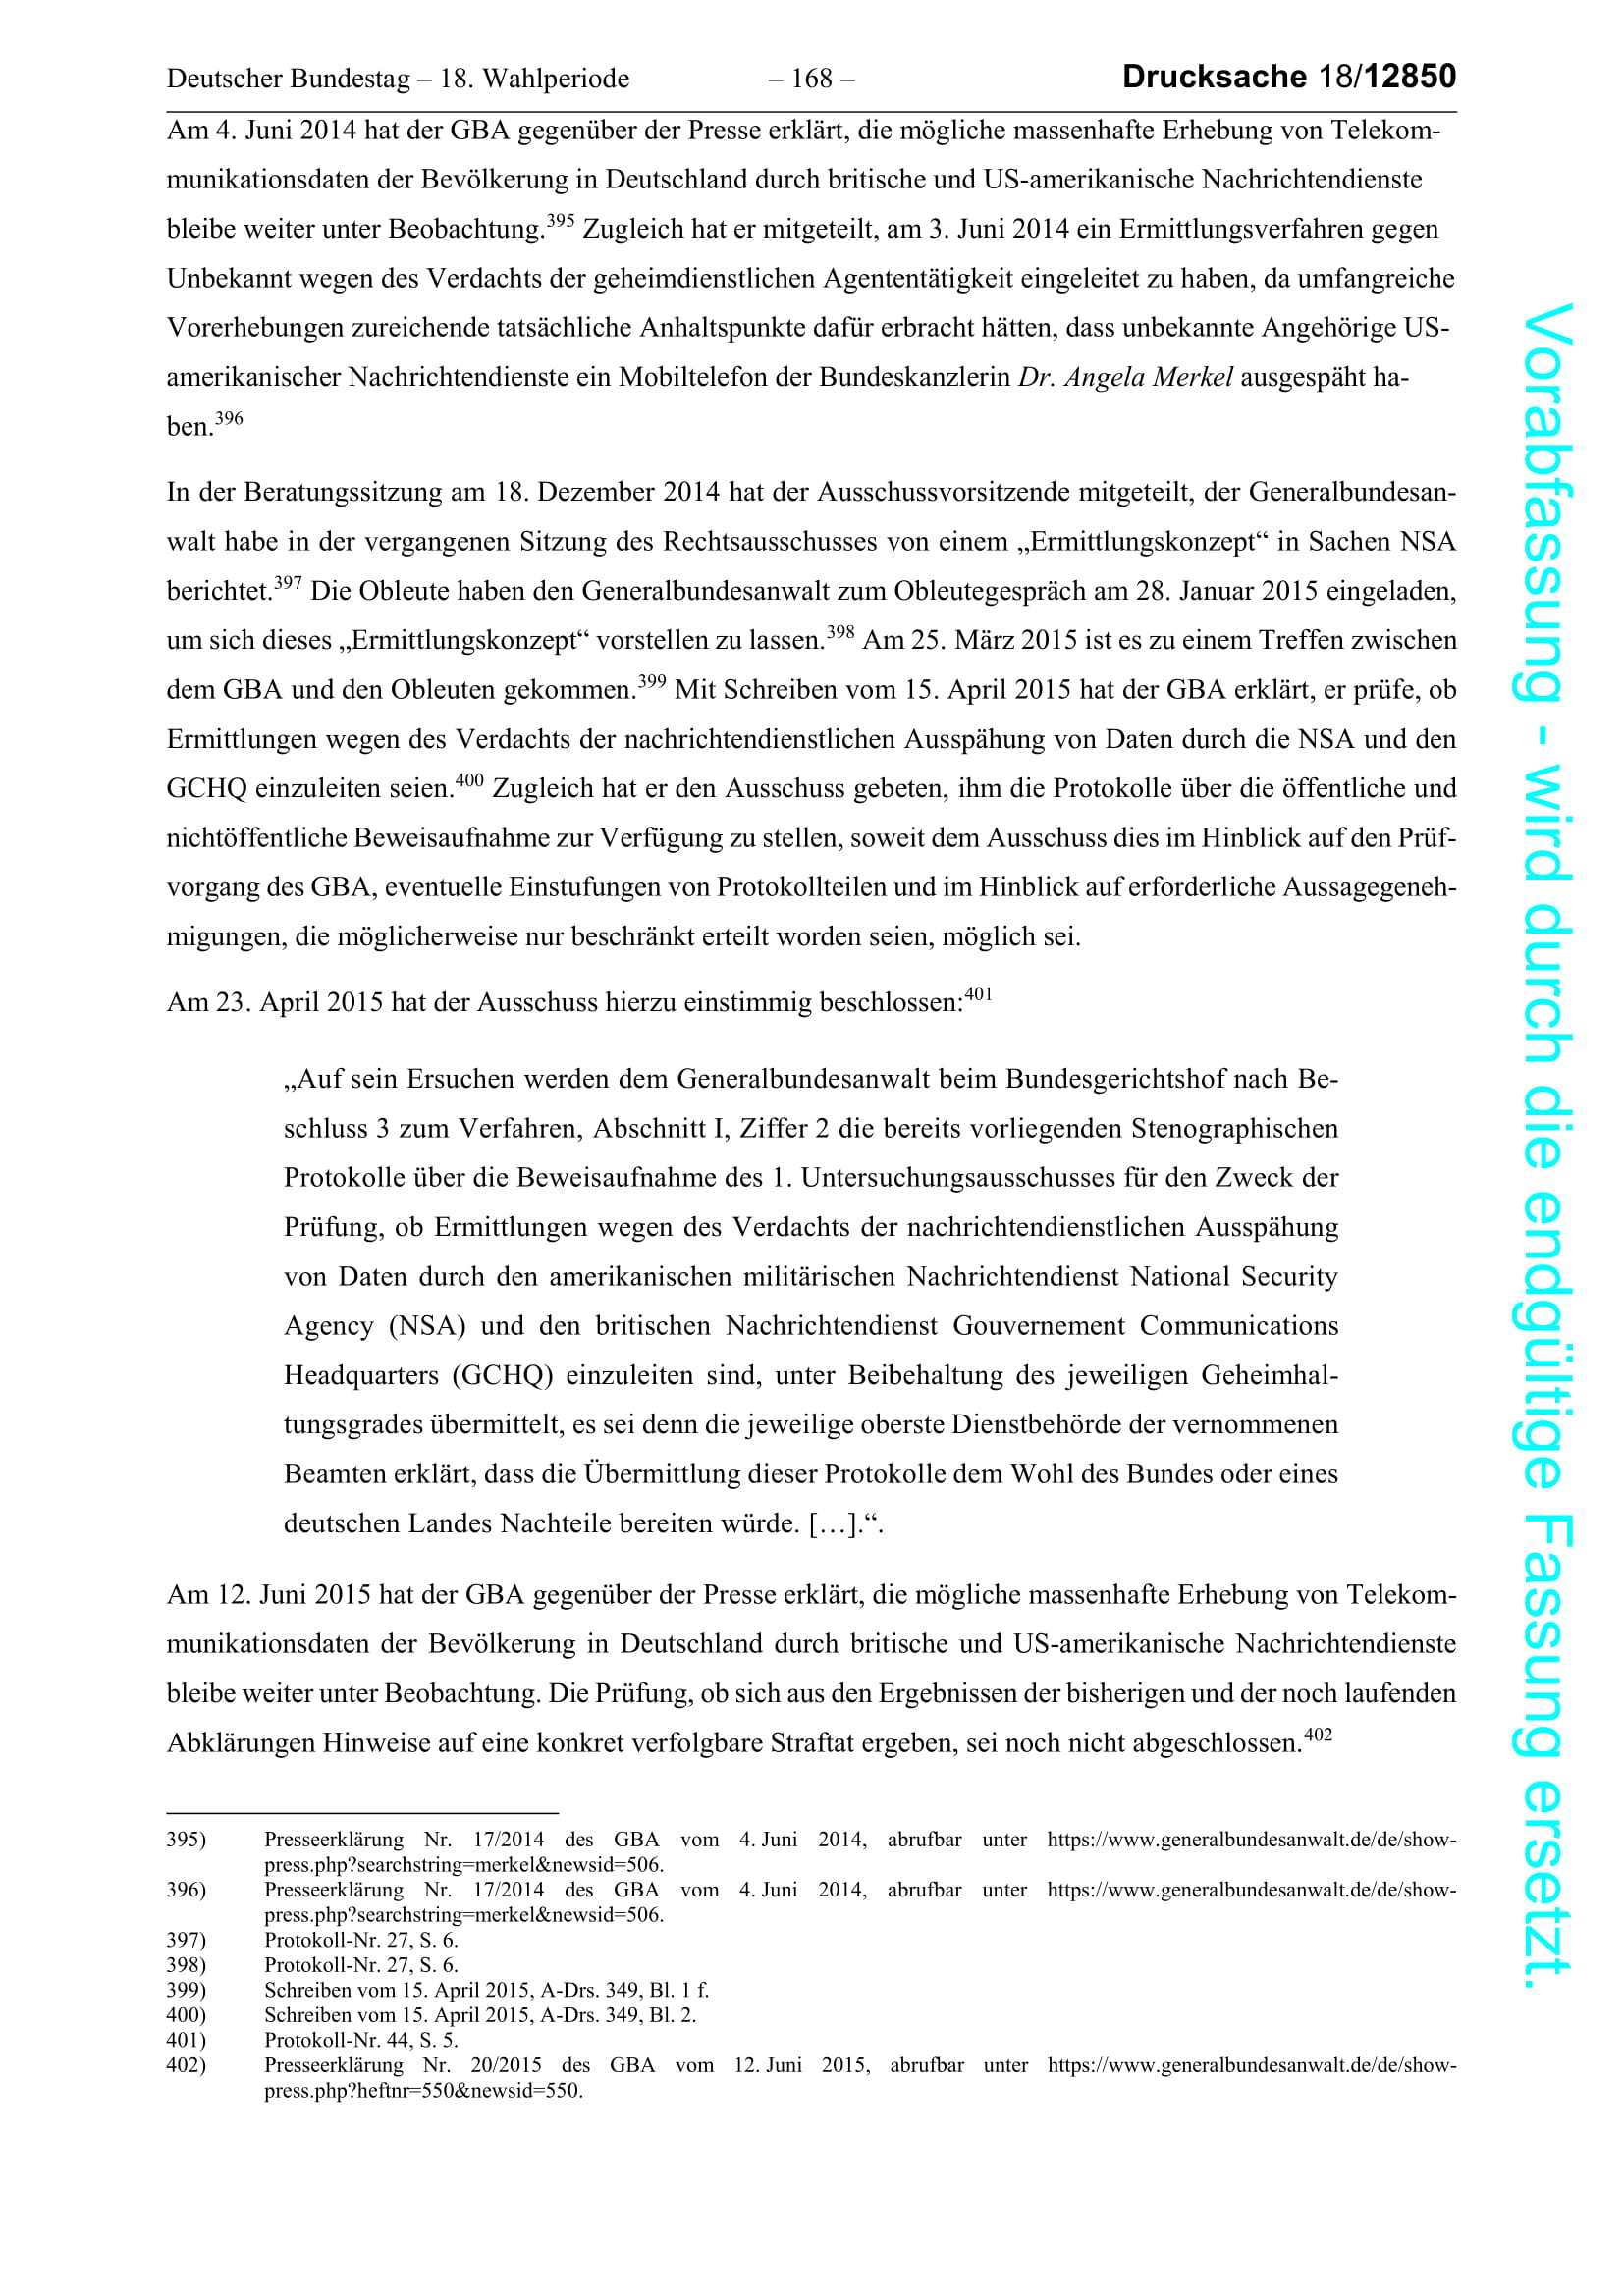 Deutscher Bundestag – 18. Wahlperiode – 168 – Drucksache 18/12850
Am 4. Juni 2014 hat der GBA gegenüber der Presse erklärt, die mögliche massenhafte Erhebung von Telekom-
munikationsdaten der Bevölkerung in Deutschland durch britische und US-amerikanische Nachrichtendienste
bleibe weiter unter Beobachtung.395 Zugleich hat er mitgeteilt, am 3. Juni 2014 ein Ermittlungsverfahren gegen
Unbekannt wegen des Verdachts der geheimdienstlichen Agententätigkeit eingeleitet zu haben, da umfangreiche
Vorerhebungen zureichende tatsächliche Anhaltspunkte dafür erbracht hätten, dass unbekannte Angehörige US-
amerikanischer Nachrichtendienste ein Mobiltelefon der Bundeskanzlerin Dr. Angela Merkel ausgespäht ha-
ben.396
In der Beratungssitzung am 18. Dezember 2014 hat der Ausschussvorsitzende mitgeteilt, der Generalbundesan-
walt habe in der vergangenen Sitzung des Rechtsausschusses von einem „Ermittlungskonzept“ in Sachen NSA
berichtet.397 Die Obleute haben den Generalbundesanwalt zum Obleutegespräch am 28. Januar 2015 eingeladen,
um sich dieses „Ermittlungskonzept“ vorstellen zu lassen.398 Am 25. März 2015 ist es zu einem Treffen zwischen
dem GBA und den Obleuten gekommen.399 Mit Schreiben vom 15. April 2015 hat der GBA erklärt, er prüfe, ob
Ermittlungen wegen des Verdachts der nachrichtendienstlichen Ausspähung von Daten durch die NSA und den
GCHQ einzuleiten seien.400 Zugleich hat er den Ausschuss gebeten, ihm die Protokolle über die öffentliche und
nichtöffentliche Beweisaufnahme zur Verfügung zu stellen, soweit dem Ausschuss dies im Hinblick auf den Prüf-
vorgang des GBA, eventuelle Einstufungen von Protokollteilen und im Hinblick auf erforderliche Aussagegeneh-
migungen, die möglicherweise nur beschränkt erteilt worden seien, möglich sei.
Am 23. April 2015 hat der Ausschuss hierzu einstimmig beschlossen:401
„Auf sein Ersuchen werden dem Generalbundesanwalt beim Bundesgerichtshof nach Be-
schluss 3 zum Verfahren, Abschnitt I, Ziffer 2 die bereits vorliegenden Stenographischen
Protokolle über die Beweisaufnahme des 1. Untersuchungsausschusses für den Zweck der
Prüfung, ob Ermittlungen wegen des Verdachts der nachrichtendienstlichen Ausspähung
von Daten durch den amerikanischen militärischen Nachrichtendienst National Security
Agency (NSA) und den britischen Nachrichtendienst Gouvernement Communications
Headquarters (GCHQ) einzuleiten sind, unter Beibehaltung des jeweiligen Geheimhal-
tungsgrades übermittelt, es sei denn die jeweilige oberste Dienstbehörde der vernommenen
Beamten erklärt, dass die Übermittlung dieser Protokolle dem Wohl des Bundes oder eines
deutschen Landes Nachteile bereiten würde. […].“.
Am 12. Juni 2015 hat der GBA gegenüber der Presse erklärt, die mögliche massenhafte Erhebung von Telekom-
munikationsdaten der Bevölkerung in Deutschland durch britische und US-amerikanische Nachrichtendienste
bleibe weiter unter Beobachtung. Die Prüfung, ob sich aus den Ergebnissen der bisherigen und der noch laufenden
Abklärungen Hinweise auf eine konkret verfolgbare Straftat ergeben, sei noch nicht abgeschlossen.402
395) Presseerklärung Nr. 17/2014 des GBA vom 4. Juni 2014, abrufbar unter https://www.generalbundesanwalt.de/de/show-
press.php?searchstring=merkel&newsid=506.
396) Presseerklärung Nr. 17/2014 des GBA vom 4. Juni 2014, abrufbar unter https://www.generalbundesanwalt.de/de/show-
press.php?searchstring=merkel&newsid=506.
397) Protokoll-Nr. 27, S. 6.
398) Protokoll-Nr. 27, S. 6.
399) Schreiben vom 15. April 2015, A-Drs. 349, Bl. 1 f.
400) Schreiben vom 15. April 2015, A-Drs. 349, Bl. 2.
401) Protokoll-Nr. 44, S. 5.
402) Presseerklärung Nr. 20/2015 des GBA vom 12. Juni 2015, abrufbar unter https://www.generalbundesanwalt.de/de/show-
press.php?heftnr=550&newsid=550.
Vorabfassung - wird durch die endgültige Fassung ersetzt.